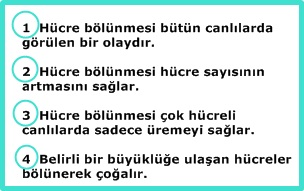 1 Hücre bölünmesi bütün canlılarda
görülen bir olaydır.
2 Hücre bölünmesi hücre sayısının
artmasını sağlar.
3 Hücre bölünmesi çok hücreli
canlılarda sadece üremeyi sağlar.
4 Belirli bir büyüklüğe ulaşan hücreler
bölünerek çoğalır.